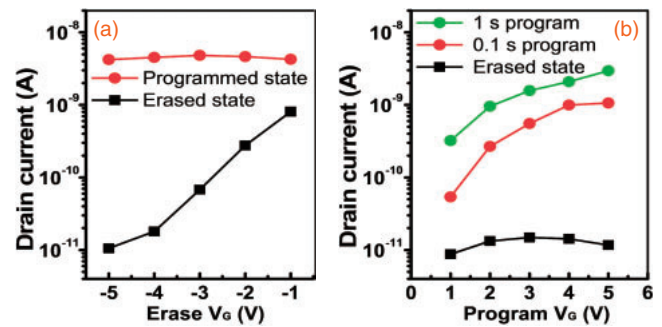 (a)
Drain current (A)
10⁻⁸
10⁻⁹
10⁻¹⁰
10⁻¹¹
Programmed state
Erased state
-5 -4 -3 -2 -1
Erase V_G (V)
(b)
Drain current (A)
10⁻⁸
10⁻⁹
10⁻¹⁰
10⁻¹¹
1 s program
0.1 s program
Erased state
0 1 2 3 4 5 6
Program V_G (V)